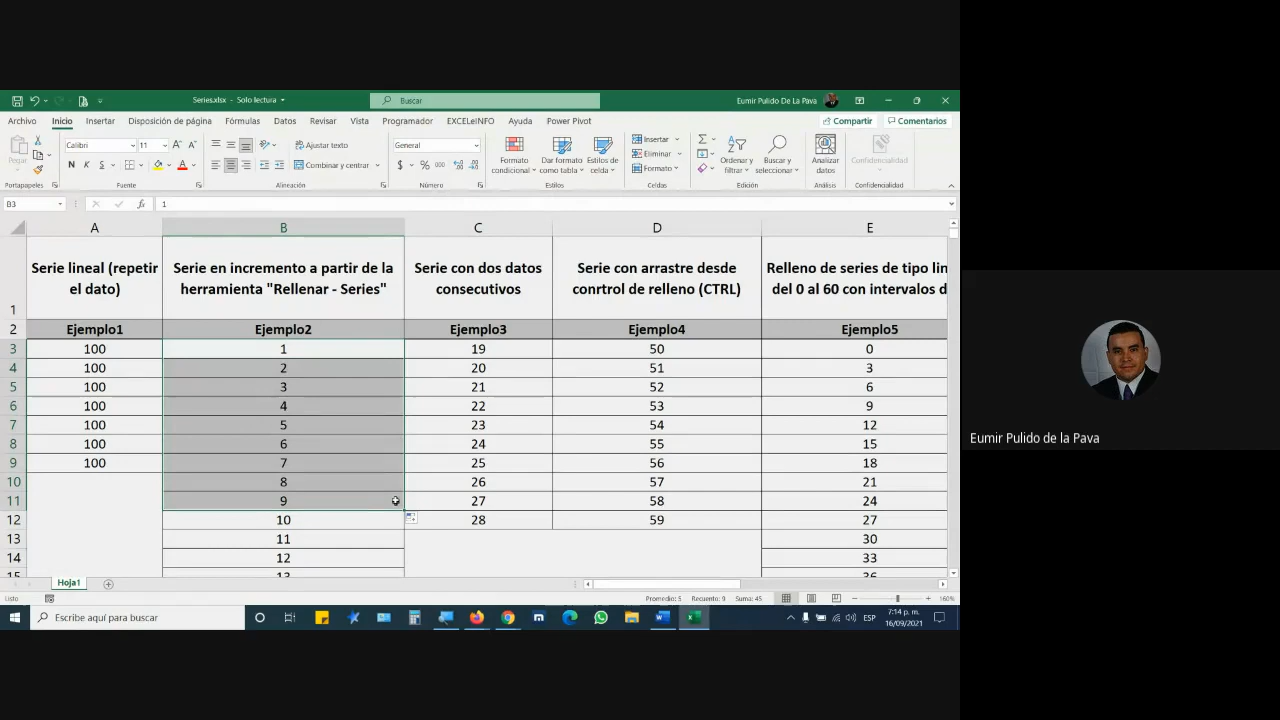 Series.xlsx - Solo lectura
Buscar
Eumir Pulido De La Pava
Archivo Inicio Insertar Disposición de página Fórmulas Datos Revisar Vista Programador EXCELeINFO Ayuda Power Pivot
Compartir Comentarios
Pegar
Calibri 11
N K S
Ajustar texto
Combinar y centrar
General
$ % 000
Formato condicional
Dar formato como tabla
Estilos de celda
Insertar
Eliminar
Formato
Ordenar y filtrar
Buscar y seleccionar
Analizar datos
Confidencialidad
Portapapeles Fuente Alineación Número Estilos Celdas Edición Análisis Confidencialidad
B3 fx 1
A B C D E
1
Serie lineal (repetir el dato)
Serie en incremento a partir de la herramienta "Rellenar - Series"
Serie con dos datos consecutivos
Serie con arrastre desde conrtrol de relleno (CTRL)
Relleno de series de tipo lin
del 0 al 60 con intervalos d
2 Ejemplo1 Ejemplo2 Ejemplo3 Ejemplo4 Ejemplo5
3 100 1 19 50 0
4 100 2 20 51 3
5 100 3 21 52 6
6 100 4 22 53 9
7 100 5 23 54 12
8 100 6 24 55 15
9 100 7 25 56 18
10 8 26 57 21
11 9 27 58 24
12 10 28 59 27
13 11 30
14 12 33
15 13 36
Hoja1
Listo
Promedio: 5 Recuento: 9 Suma: 45
160%
Escribe aquí para buscar
ESP
7:14 p. m.
16/09/2021
Eumir Pulido de la Pava